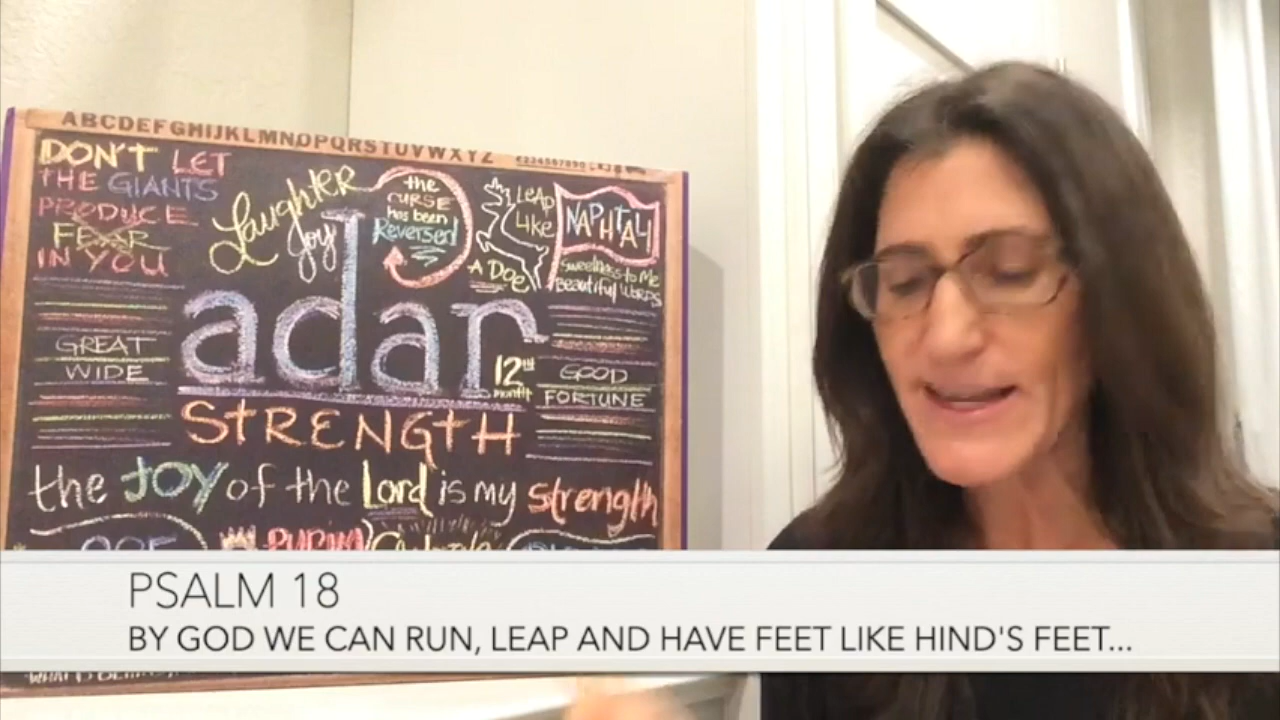 ABCDEFGHIJKLMNOPQRSTUVWXYZ
DON'T LET
THE GIANTS
PRODUCE
FEAR
IN YOU
Laughter
Joy
the
CURSE
has been
Reversed
LEAP
LIKE
A DOE
NAPHTALI
Sweetness to Me
Beautiful Words
adar
12th
month
GREAT
WIDE
GOOD
FORTUNE
STRENGTH
the JOY of the Lord is my strength
PURIM
PSALM 18
BY GOD WE CAN RUN, LEAP AND HAVE FEET LIKE HIND'S FEET...